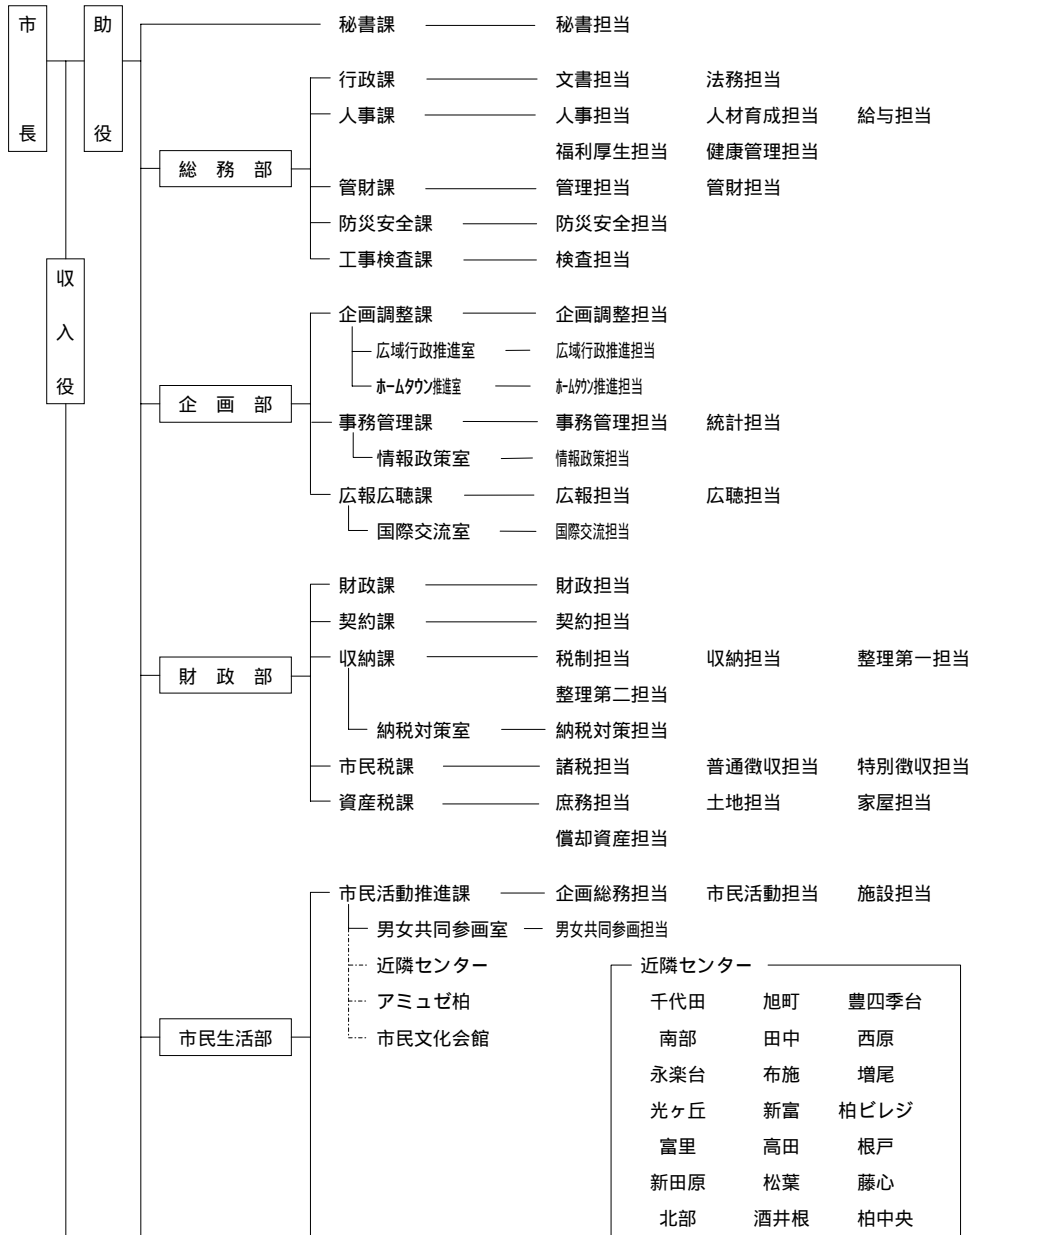 市長
助役
収入役
秘書課 秘書担当
総務部
行政課 文書担当 法務担当
人事課 人事担当 人材育成担当 給与担当
福利厚生担当 健康管理担当
管財課 管理担当 管財担当
防災安全課 防災安全担当
工事検査課 検査担当
企画部
企画調整課 企画調整担当
広域行政推進室 広域行政推進担当
ホームタウン推進室 ホームタウン推進担当
事務管理課 事務管理担当 統計担当
情報政策室 情報政策担当
広報広聴課 広報担当 広聴担当
国際交流室 国際交流担当
財政部
財政課 財政担当
契約課 契約担当
収納課 税制担当 収納担当 整理第一担当
整理第二担当
納税対策室 納税対策担当
市民税課 諸税担当 普通徴収担当 特別徴収担当
資産税課 庶務担当 土地担当 家屋担当
償却資産担当
市民生活部
市民活動推進課 企画総務担当 市民活動担当 施設担当
男女共同参画室 男女共同参画担当
近隣センター
アミュゼ柏
市民文化会館
近隣センター
千代田 旭町 豊四季台
南部 田中 西原
永楽台 布施 増尾
光ヶ丘 新富 柏ビレジ
富里 高田 根戸
新田原 松葉 藤心
北部 酒井根 柏中央